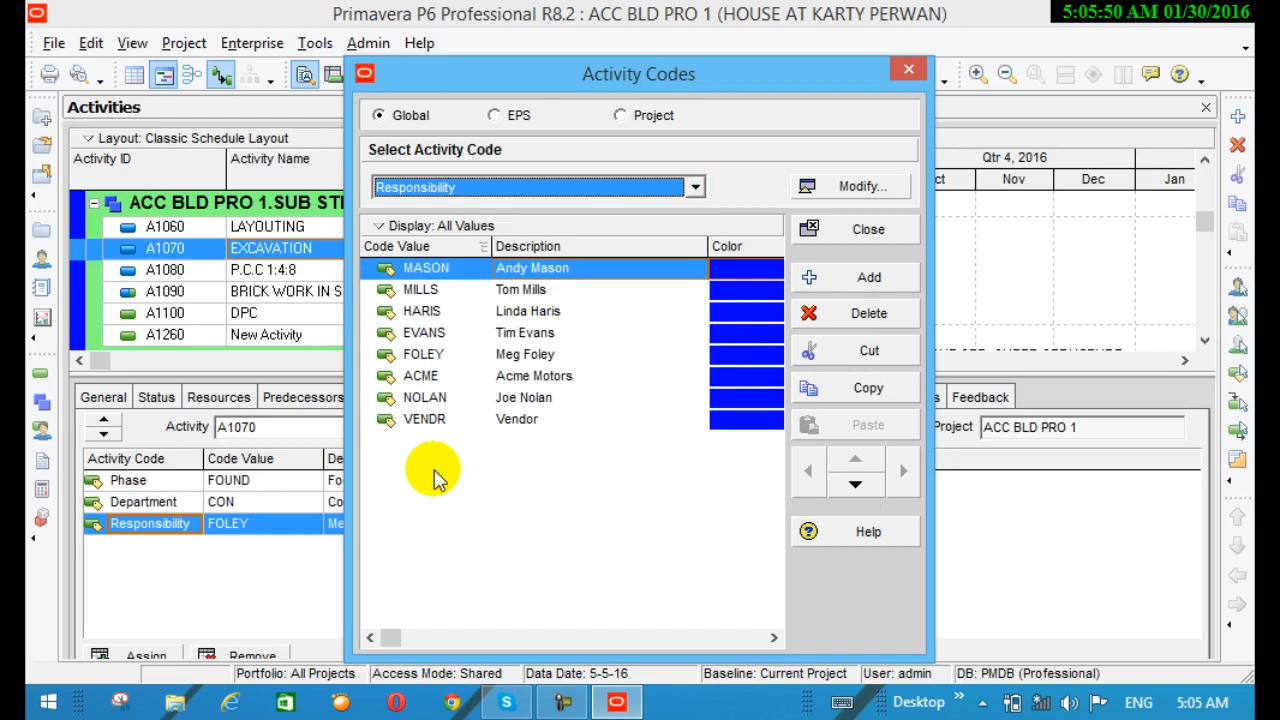 Primavera P6 Professional R8.2 : ACC BLD PRO 1 (HOUSE AT KARTY PERWAN)
5:05:50 AM 01/30/2016
File Edit View Project Enterprise Tools Admin Help
Activity Codes
Activities
Global EPS Project
Layout: Classic Schedule Layout
Select Activity Code
Activity ID Activity Name
Qtr 4, 2016
Nov Dec Jan
Responsibility
Modify...
ACC BLD PRO 1.SUB
A1060 LAYOUTING
A1070 EXCAVATION
A1080 P.C.C 1:4:8
A1090 BRICK WORK IN S
A1100 DPC
A1260 New Activity
Display: All Values
Code Value Description Color
MASON Andy Mason
MILLS Tom Mills
HARIS Linda Haris
EVANS Tim Evans
FOLEY Meg Foley
ACME Acme Motors
NOLAN Joe Nolan
VENDR Vendor
Close
Add
Delete
Cut
Copy
Paste
Help
General Status Resources Predecessors
Feedback
Activity A1070
Project ACC BLD PRO 1
Activity Code Code Value De
Phase FOUND Fo
Department CON Co
Responsibility FOLEY Me
Assign Remove
Portfolio: All Projects Access Mode: Shared Data Date: 5-5-16 Baseline: Current Project User: admin DB: PMDB (Professional)
Desktop ENG 5:05 AM